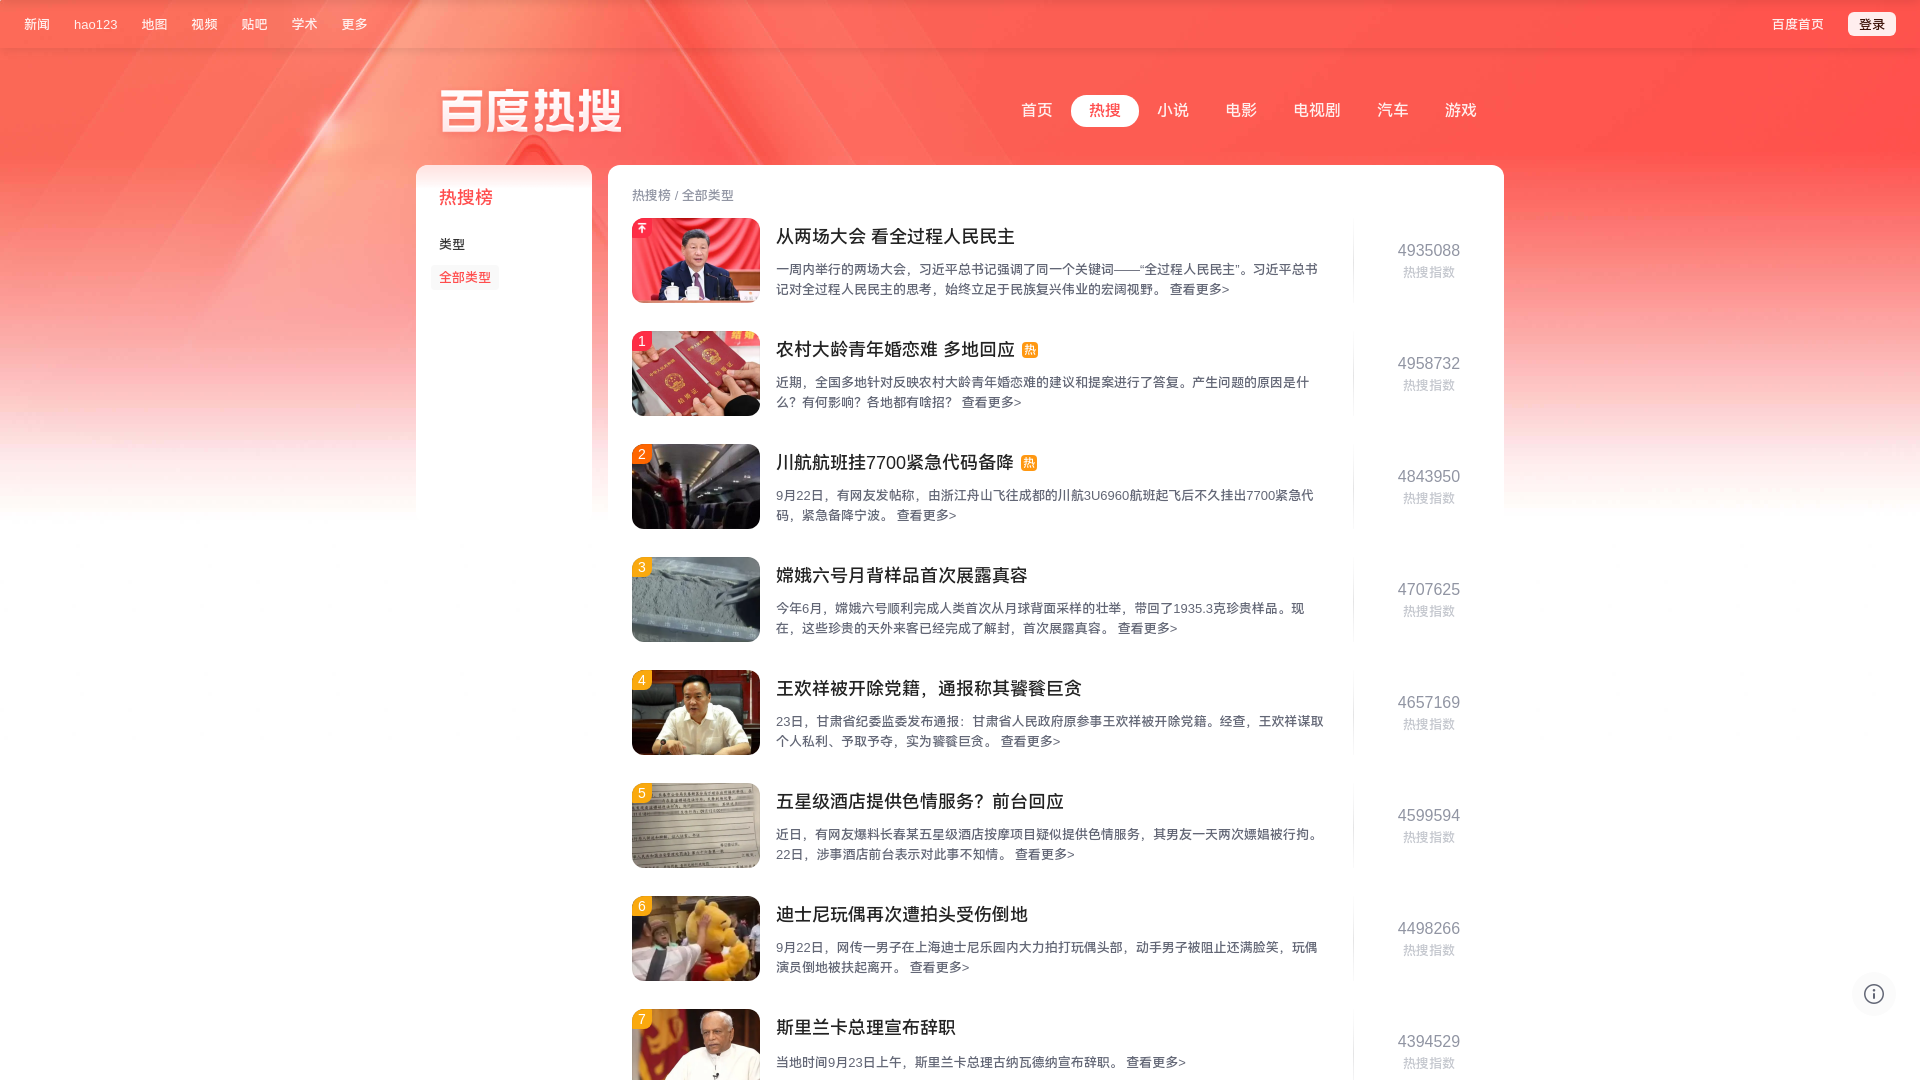 新闻 hao123 地图 视频 贴吧 学术 更多 百度首页 登录
百度热搜
首页 热搜 小说 电影 电视剧 汽车 游戏
热搜榜
类型
全部类型
热搜榜 / 全部类型
从两场大会 看全过程人民民主
一周内举行的两场大会，习近平总书记强调了同一个关键词——“全过程人民民主”。习近平总书
记对全过程人民民主的思考，始终立足于民族复兴伟业的宏阔视野。 查看更多>
4935088
热搜指数
1
农村大龄青年婚恋难 多地回应 热
近期，全国多地针对反映农村大龄青年婚恋难的建议和提案进行了答复。产生问题的原因是什
么？有何影响？各地都有啥招？ 查看更多>
4958732
热搜指数
2
川航航班挂7700紧急代码备降 热
9月22日，有网友发帖称，由浙江舟山飞往成都的川航3U6960航班起飞后不久挂出7700紧急代
码，紧急备降宁波。 查看更多>
4843950
热搜指数
3
嫦娥六号月背样品首次展露真容
今年6月，嫦娥六号顺利完成人类首次从月球背面采样的壮举，带回了1935.3克珍贵样品。现
在，这些珍贵的天外来客已经完成了解封，首次展露真容。 查看更多>
4707625
热搜指数
4
王欢祥被开除党籍，通报称其饕餮巨贪
23日，甘肃省纪委监委发布通报：甘肃省人民政府原参事王欢祥被开除党籍。经查，王欢祥谋取
个人私利、予取予夺，实为饕餮巨贪。 查看更多>
4657169
热搜指数
5
五星级酒店提供色情服务？前台回应
近日，有网友爆料长春某五星级酒店按摩项目疑似提供色情服务，其男友一天两次嫖娼被行拘。
22日，涉事酒店前台表示对此事不知情。 查看更多>
4599594
热搜指数
6
迪士尼玩偶再次遭拍头受伤倒地
9月22日，网传一男子在上海迪士尼乐园内大力拍打玩偶头部，动手男子被阻止还满脸笑，玩偶
演员倒地被扶起离开。 查看更多>
4498266
热搜指数
7
斯里兰卡总理宣布辞职
当地时间9月23日上午，斯里兰卡总理古纳瓦德纳宣布辞职。 查看更多>
4394529
热搜指数